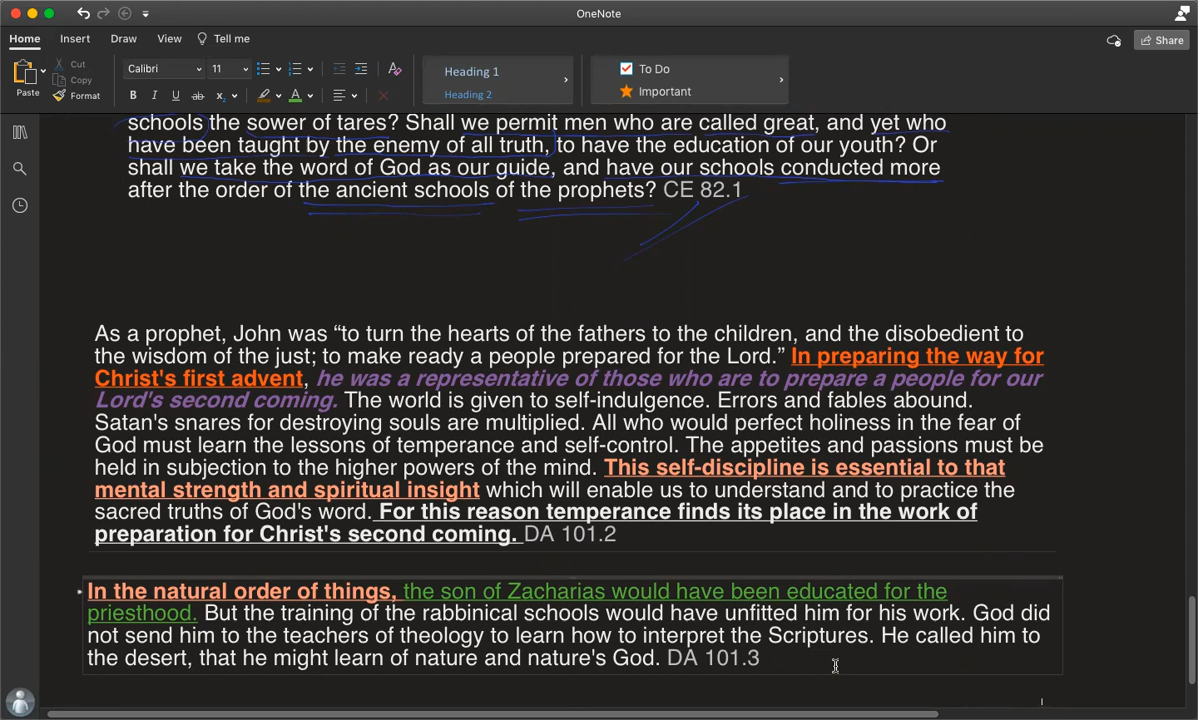 OneNote
Home
Insert
Draw
View
Tell me
Share
Paste
Cut
Copy
Format
Calibri
11
B I U ab x₂
A
Heading 1
Heading 2
To Do
Important
schools the sower of tares? Shall we permit men who are called great, and yet who
have been taught by the enemy of all truth, to have the education of our youth? Or
shall we take the word of God as our guide, and have our schools conducted more
after the order of the ancient schools of the prophets? CE 82.1
As a prophet, John was “to turn the hearts of the fathers to the children, and the disobedient to
the wisdom of the just; to make ready a people prepared for the Lord.” In preparing the way for
Christ's first advent, he was a representative of those who are to prepare a people for our
Lord's second coming. The world is given to self-indulgence. Errors and fables abound.
Satan's snares for destroying souls are multiplied. All who would perfect holiness in the fear of
God must learn the lessons of temperance and self-control. The appetites and passions must be
held in subjection to the higher powers of the mind. This self-discipline is essential to that
mental strength and spiritual insight which will enable us to understand and to practice the
sacred truths of God's word. For this reason temperance finds its place in the work of
preparation for Christ's second coming. DA 101.2
In the natural order of things, the son of Zacharias would have been educated for the
priesthood. But the training of the rabbinical schools would have unfitted him for his work. God did
not send him to the teachers of theology to learn how to interpret the Scriptures. He called him to
the desert, that he might learn of nature and nature's God. DA 101.3